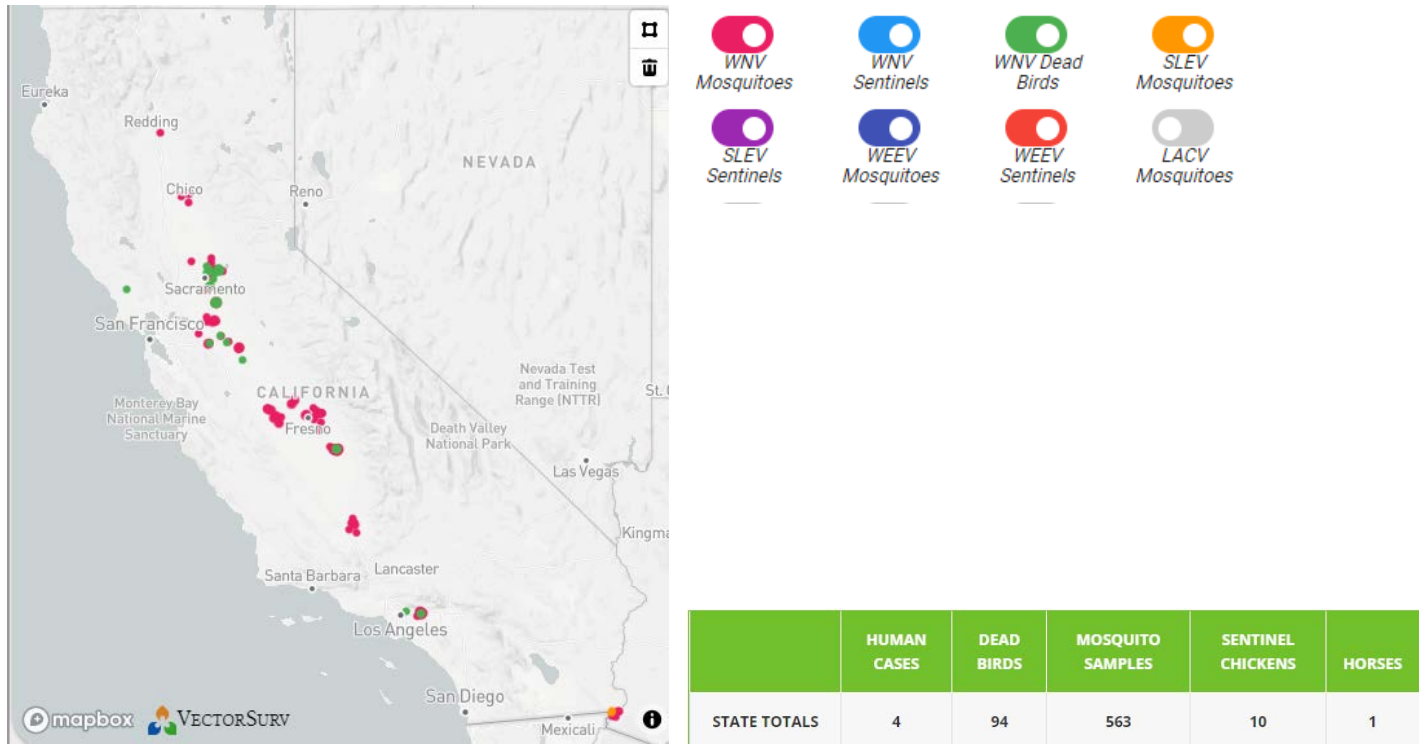 Eureka
Redding
NEVADA
Chico
Reno
Sacramento
San Francisco
CALIFORNIA
Nevada Test
and Training
Range (NTTR)
St.
Monterey Bay
National Marine
Sanctuary
Fresno
Death Valley
National Park
Las Vegas
Kingma
Santa Barbara
Lancaster
Los Angeles
San Diego
Mexicali
mapbox
VECTORSURV
WNV
Mosquitoes
WNV
Sentinels
WNV Dead
Birds
SLEV
Mosquitoes
SLEV
Sentinels
WEEV
Mosquitoes
WEEV
Sentinels
LACV
Mosquitoes
HUMAN
CASES
DEAD
BIRDS
MOSQUITO
SAMPLES
SENTINEL
CHICKENS
HORSES
STATE TOTALS 4 94 563 10 1